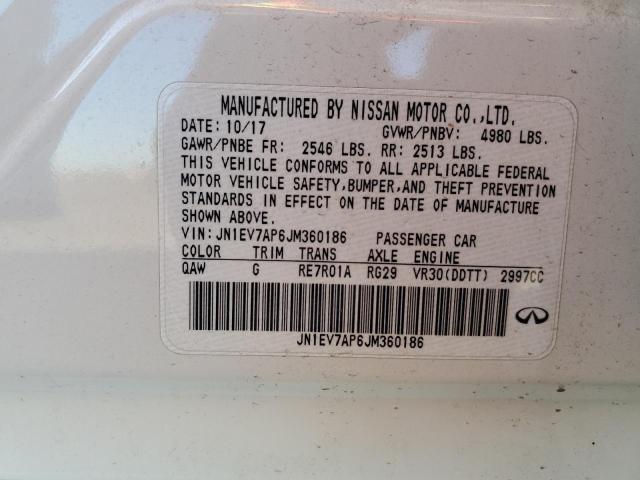 MANUFACTURED BY NISSAN MOTOR CO.,LTD.
DATE: 10/17 GVWR/PNBV: 4980 LBS.
GAWR/PNBE FR: 2546 LBS. RR: 2513 LBS.
THIS VEHICLE CONFORMS TO ALL APPLICABLE FEDERAL
MOTOR VEHICLE SAFETY,BUMPER,AND THEFT PREVENTION
STANDARDS IN EFFECT ON THE DATE OF MANUFACTURE
SHOWN ABOVE.
VIN:JN1EV7AP6JM360186 PASSENGER CAR
COLOR TRIM TRANS AXLE ENGINE
QAW G RE7R01A RG29 VR30(DDTT) 2997CC
JN1EV7AP6JM360186